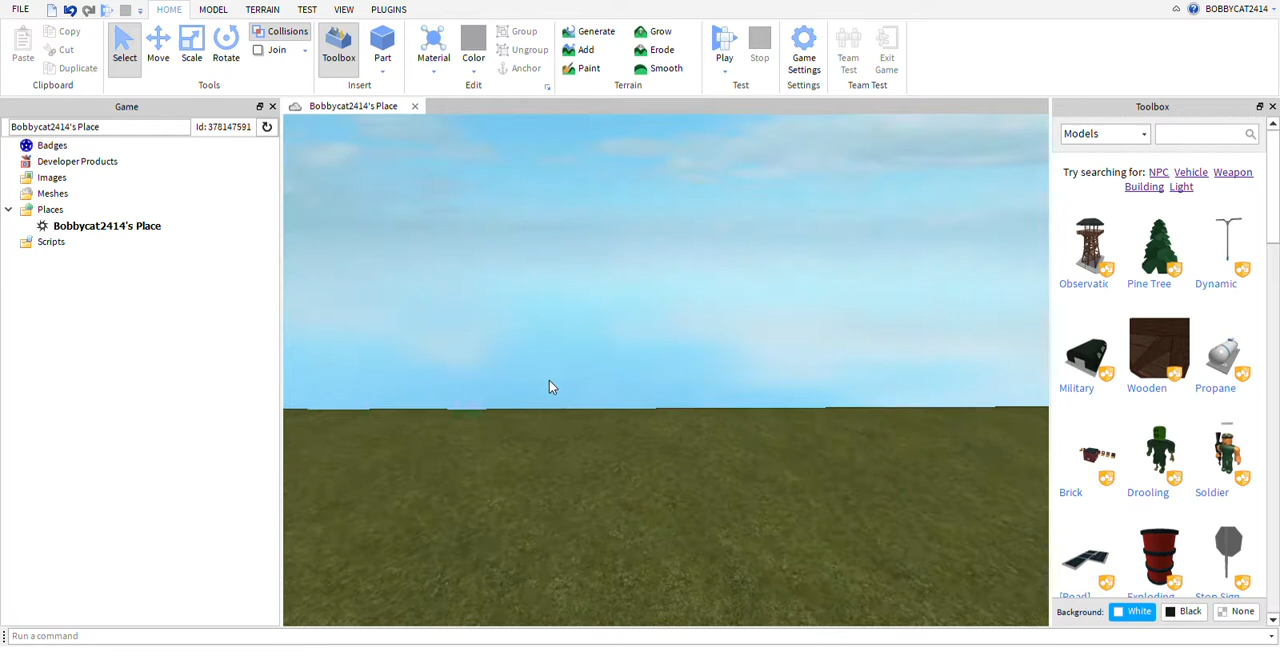 FILE HOME MODEL TERRAIN TEST VIEW PLUGINS BOBBYCAT2414
Paste Copy Cut Duplicate
Clipboard
Select Move Scale Rotate Collisions Join
Tools
Toolbox Part
Insert
Material Color Group Ungroup Anchor
Edit
Generate Grow
Add Erode
Paint Smooth
Terrain
Play Stop
Test
Game Settings
Settings
Team Test Exit Game
Team Test
Game
Bobbycat2414's Place Id: 378147591
Badges
Developer Products
Images
Meshes
Places
Bobbycat2414's Place
Scripts
Bobbycat2414's Place
Toolbox
Models
Try searching for: NPC Vehicle Weapon
Building Light
Observatic Pine Tree Dynamic
Military Wooden Propane
Brick Drooling Soldier
[Road] Exploding Stop Sign
Background: White Black None
Run a command